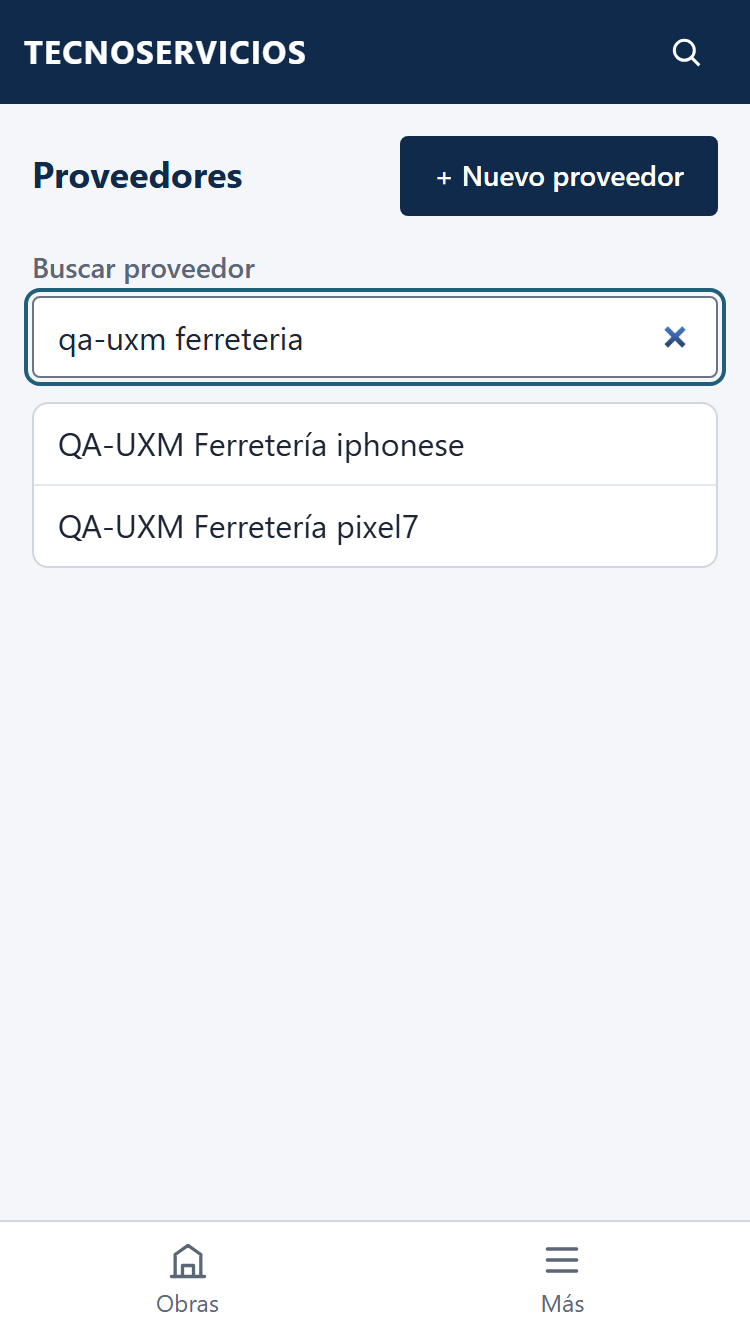 TECNOSERVICIOS
Proveedores
+ Nuevo proveedor
Buscar proveedor
qa-uxm ferreteria
QA-UXM Ferretería iphonese
QA-UXM Ferretería pixel7
Obras
Más